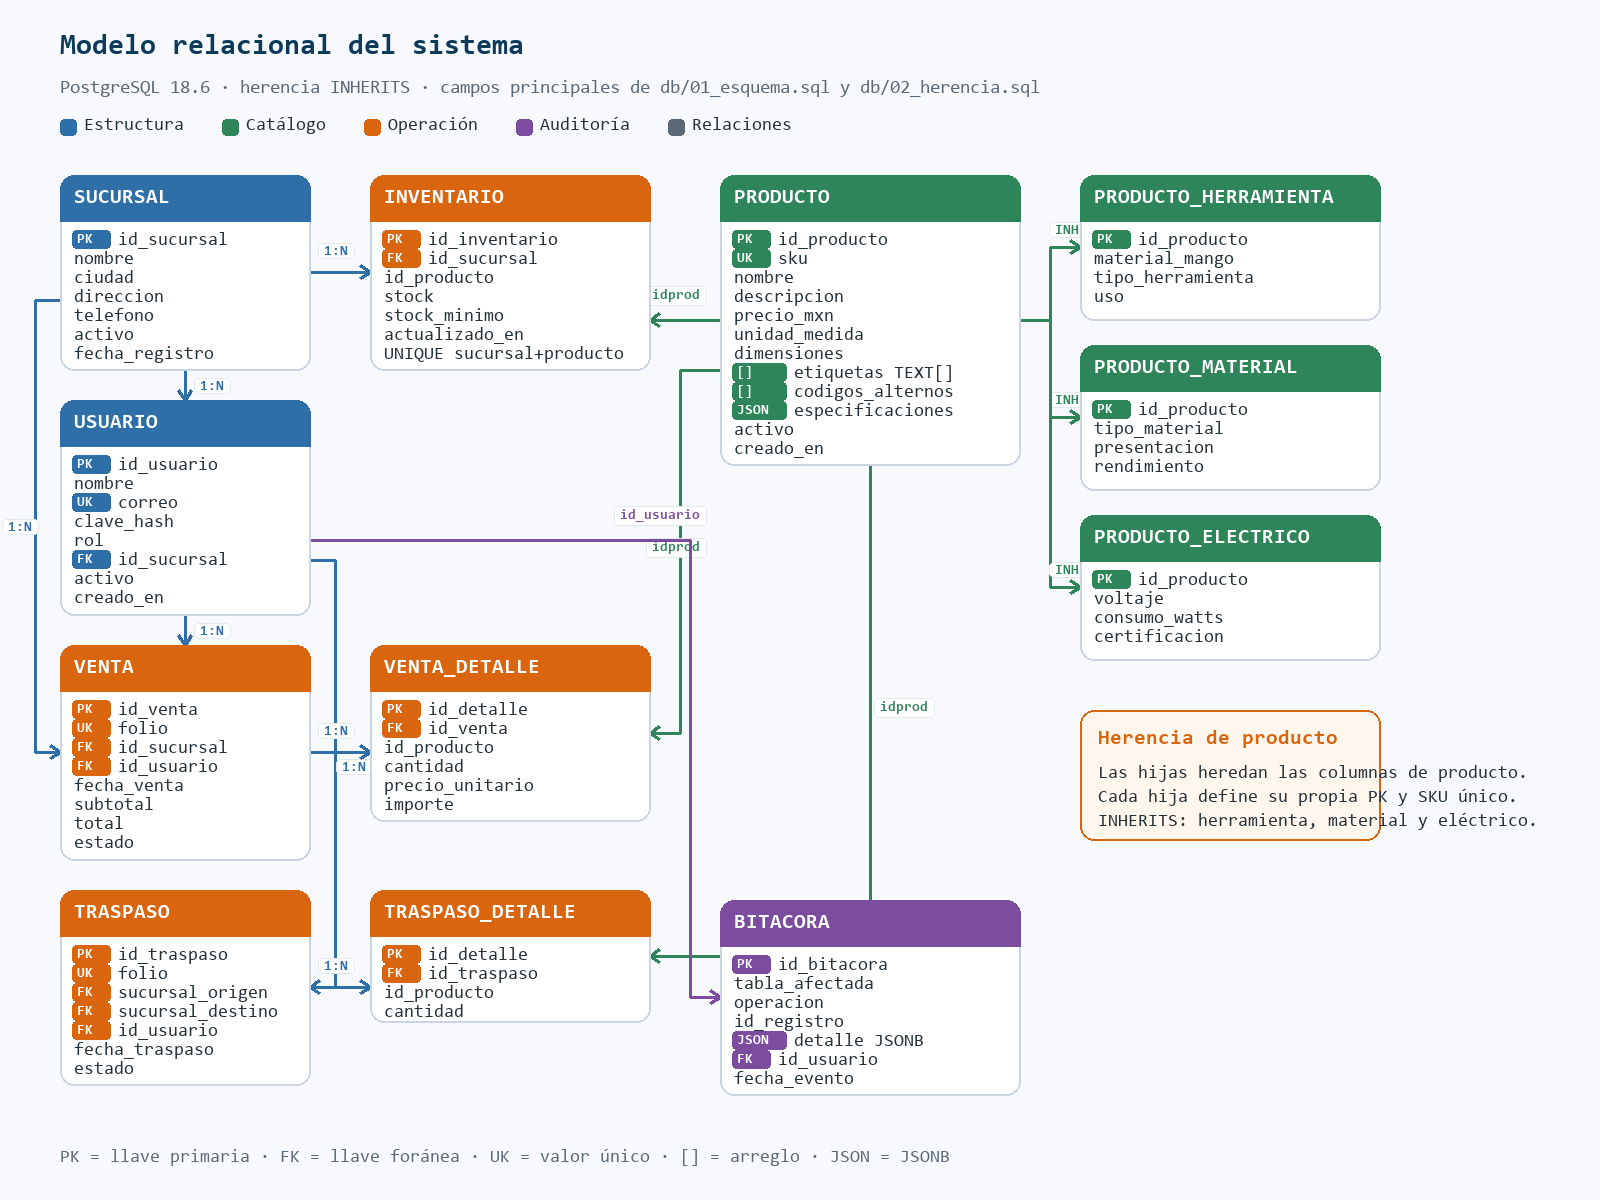 Modelo relacional del sistema
PostgreSQL 18.6 · herencia INHERITS · campos principales de db/01_esquema.sql y db/02_herencia.sql
Estructura Catálogo Operación Auditoría Relaciones
SUCURSAL
PK id_sucursal
nombre
ciudad
direccion
telefono
activo
fecha_registro
1:N
INVENTARIO
PK id_inventario
FK id_sucursal
id_producto
stock
stock_minimo
actualizado_en
UNIQUE sucursal+producto
idprod
PRODUCTO
PK id_producto
UK sku
nombre
descripcion
precio_mxn
unidad_medida
dimensiones
[] etiquetas TEXT[]
[] codigos_alternos
JSON especificaciones
activo
creado_en
INH
PRODUCTO_HERRAMIENTA
PK id_producto
material_mango
tipo_herramienta
uso
INH
PRODUCTO_MATERIAL
PK id_producto
tipo_material
presentacion
rendimiento
INH
PRODUCTO_ELECTRICO
PK id_producto
voltaje
consumo_watts
certificacion
1:N
USUARIO
PK id_usuario
nombre
UK correo
clave_hash
rol
FK id_sucursal
activo
creado_en
1:N
id_usuario
idprod
1:N
VENTA
PK id_venta
UK folio
FK id_sucursal
FK id_usuario
fecha_venta
subtotal
total
estado
1:N
1:N
VENTA_DETALLE
PK id_detalle
FK id_venta
id_producto
cantidad
precio_unitario
importe
idprod
Herencia de producto
Las hijas heredan las columnas de producto.
Cada hija define su propia PK y SKU único.
INHERITS: herramienta, material y eléctrico.
TRASPASO
PK id_traspaso
UK folio
FK sucursal_origen
FK sucursal_destino
FK id_usuario
fecha_traspaso
estado
1:N
TRASPASO_DETALLE
PK id_detalle
FK id_traspaso
id_producto
cantidad
BITACORA
PK id_bitacora
tabla_afectada
operacion
id_registro
JSON detalle JSONB
FK id_usuario
fecha_evento
PK = llave primaria · FK = llave foránea · UK = valor único · [] = arreglo · JSON = JSONB